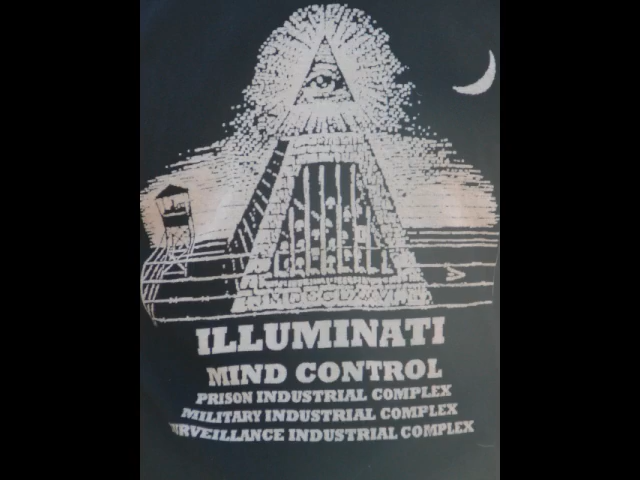 ILLUMINATI
MIND CONTROL
PRISON INDUSTRIAL COMPLEX
MILITARY INDUSTRIAL COMPLEX
SURVEILLANCE INDUSTRIAL COMPLEX